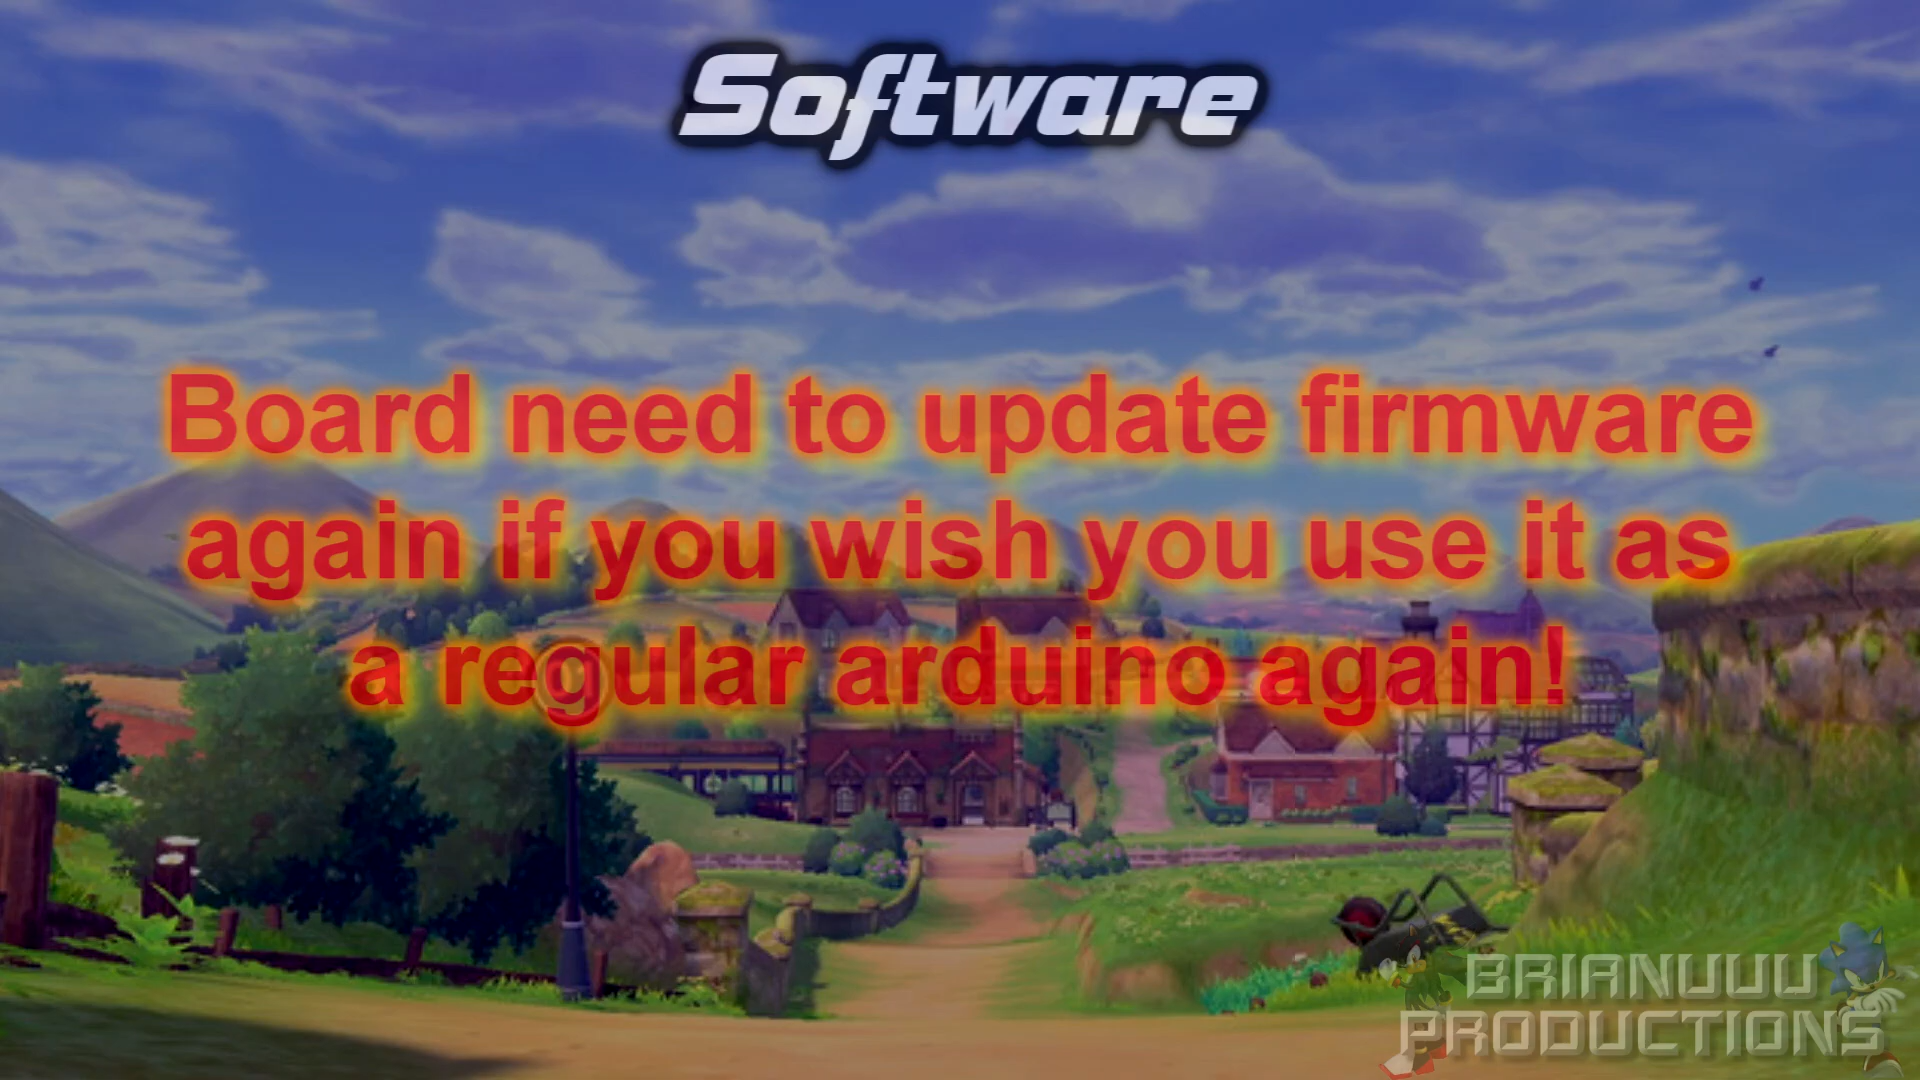 Software
Board need to update firmware
again if you wish you use it as
a regular arduino again!
BRIANUUU
PRODUCTIONS